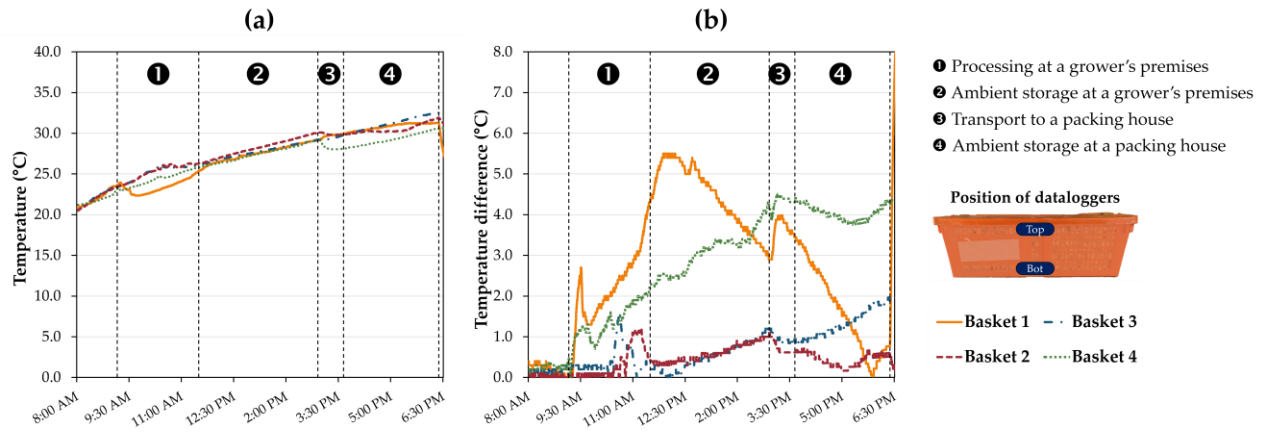 (a)
Temperature (°C)
40.0
35.0
30.0
25.0
20.0
15.0
10.0
5.0
0.0
❶ ❷ ❸ ❹
8:00 AM 9:30 AM 11:00 AM 12:30 PM 2:00 PM 3:30 PM 5:00 PM 6:30 PM
(b)
Temperature difference (°C)
8.0
7.0
6.0
5.0
4.0
3.0
2.0
1.0
0.0
❶ ❷ ❸ ❹
8:00 AM 9:30 AM 11:00 AM 12:30 PM 2:00 PM 3:30 PM 5:00 PM 6:30 PM
❶ Processing at a grower’s premises
❷ Ambient storage at a grower’s premises
❸ Transport to a packing house
❹ Ambient storage at a packing house
Position of dataloggers
Top
Bot
Basket 1 Basket 3
Basket 2 Basket 4